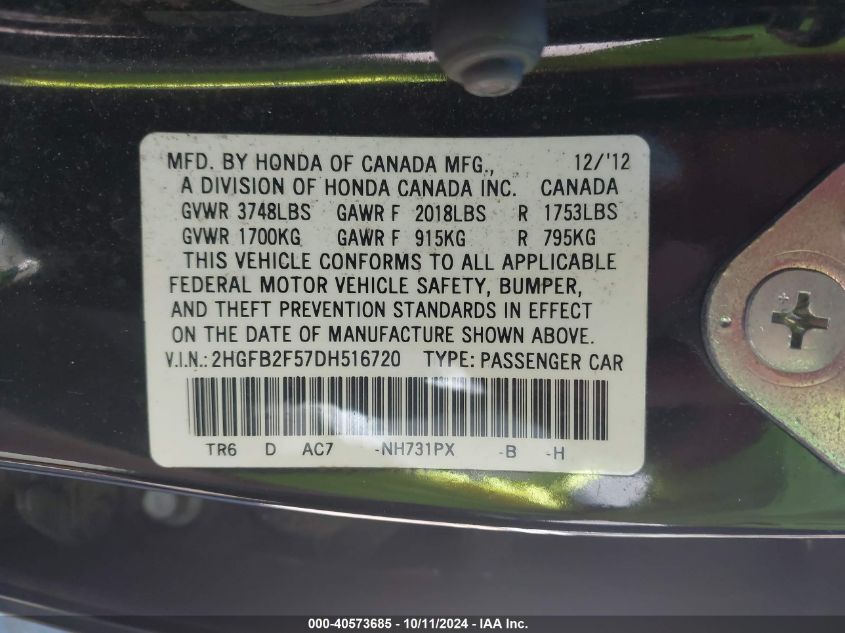 MFD. BY HONDA OF CANADA MFG., 12/'12
A DIVISION OF HONDA CANADA INC. CANADA
GVWR 3748LBS GAWR F 2018LBS R 1753LBS
GVWR 1700KG GAWR F 915KG R 795KG
THIS VEHICLE CONFORMS TO ALL APPLICABLE
FEDERAL MOTOR VEHICLE SAFETY, BUMPER,
AND THEFT PREVENTION STANDARDS IN EFFECT
ON THE DATE OF MANUFACTURE SHOWN ABOVE.
V.I.N.: 2HGFB2F57DH516720 TYPE: PASSENGER CAR
TR6 D AC7 -NH731PX -B -H
000-40573685 - 10/11/2024 - IAA Inc.